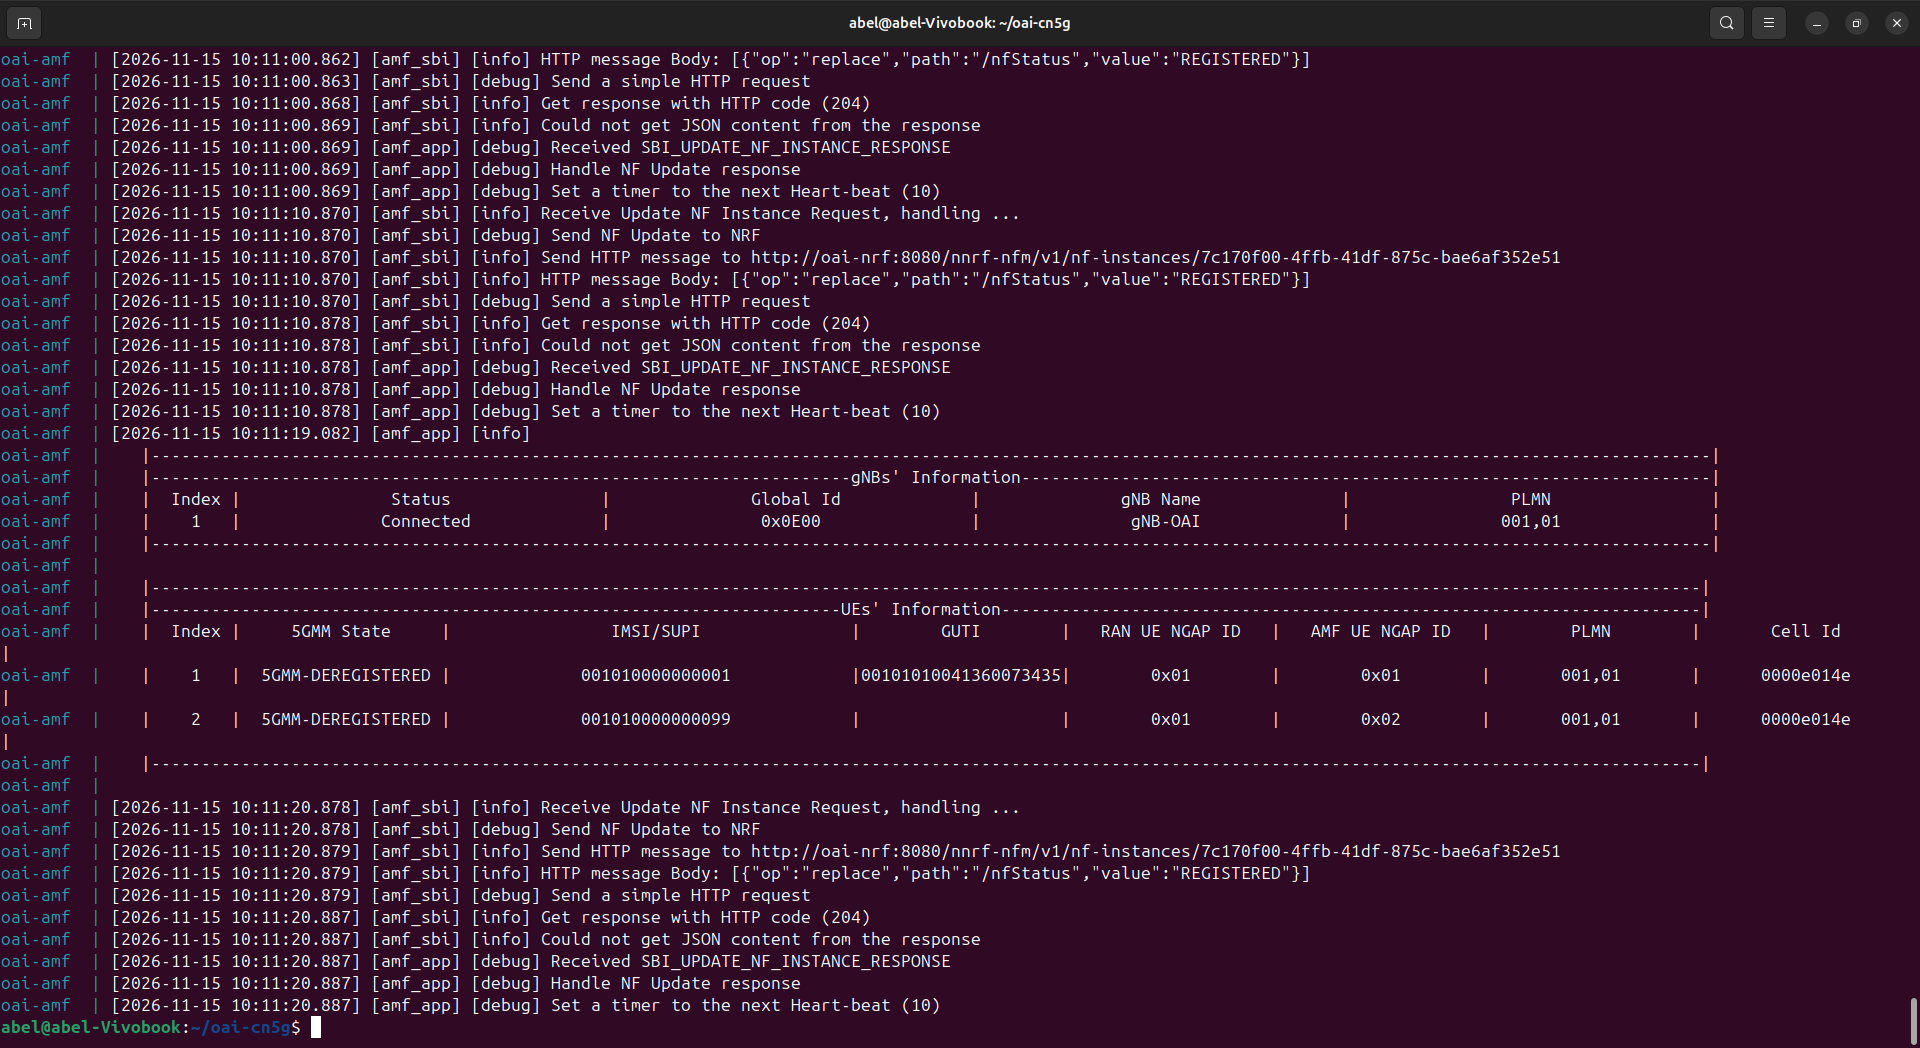 abel@abel-Vivobook: ~/oai-cn5g
oai-amf  | [2026-11-15 10:11:00.862] [amf_sbi] [info] HTTP message Body: [{"op":"replace","path":"/nfStatus","value":"REGISTERED"}]
oai-amf  | [2026-11-15 10:11:00.863] [amf_sbi] [debug] Send a simple HTTP request
oai-amf  | [2026-11-15 10:11:00.868] [amf_sbi] [info] Get response with HTTP code (204)
oai-amf  | [2026-11-15 10:11:00.869] [amf_sbi] [info] Could not get JSON content from the response
oai-amf  | [2026-11-15 10:11:00.869] [amf_app] [debug] Received SBI_UPDATE_NF_INSTANCE_RESPONSE
oai-amf  | [2026-11-15 10:11:00.869] [amf_app] [debug] Handle NF Update response
oai-amf  | [2026-11-15 10:11:00.869] [amf_app] [debug] Set a timer to the next Heart-beat (10)
oai-amf  | [2026-11-15 10:11:10.870] [amf_sbi] [info] Receive Update NF Instance Request, handling ...
oai-amf  | [2026-11-15 10:11:10.870] [amf_sbi] [debug] Send NF Update to NRF
oai-amf  | [2026-11-15 10:11:10.870] [amf_sbi] [info] Send HTTP message to http://oai-nrf:8080/nnrf-nfm/v1/nf-instances/7c170f00-4ffb-41df-875c-bae6af352e51
oai-amf  | [2026-11-15 10:11:10.870] [amf_sbi] [info] HTTP message Body: [{"op":"replace","path":"/nfStatus","value":"REGISTERED"}]
oai-amf  | [2026-11-15 10:11:10.870] [amf_sbi] [debug] Send a simple HTTP request
oai-amf  | [2026-11-15 10:11:10.878] [amf_sbi] [info] Get response with HTTP code (204)
oai-amf  | [2026-11-15 10:11:10.878] [amf_sbi] [info] Could not get JSON content from the response
oai-amf  | [2026-11-15 10:11:10.878] [amf_app] [debug] Received SBI_UPDATE_NF_INSTANCE_RESPONSE
oai-amf  | [2026-11-15 10:11:10.878] [amf_app] [debug] Handle NF Update response
oai-amf  | [2026-11-15 10:11:10.878] [amf_app] [debug] Set a timer to the next Heart-beat (10)
oai-amf  | [2026-11-15 10:11:19.082] [amf_app] [info]
oai-amf  |    |------------------------------------------------------------------------------------------------------------------------------------------------------------|
oai-amf  |    |----------------------------------------------------------------------gNBs' Information---------------------------------------------------------------------|
oai-amf  |    |  Index |               Status                  |              Global Id             |              gNB Name              |                PLMN                |
oai-amf  |    |    1   |              Connected             |               0x0E00               |               gNB-OAI              |               001,01               |
oai-amf  |    |------------------------------------------------------------------------------------------------------------------------------------------------------------|
oai-amf  |
oai-amf  |    |-----------------------------------------------------------------------------------------------------------------------------------------------------------|
oai-amf  |    |---------------------------------------------------------------------UEs' Information----------------------------------------------------------------------|
oai-amf  |    |  Index |     5GMM State     |                IMSI/SUPI               |        GUTI        |   RAN UE NGAP ID   |   AMF UE NGAP ID   |        PLMN        |       Cell Id
|
oai-amf  |    |    1   |  5GMM-DEREGISTERED |             001010000000001            |00101010041360073435|        0x01        |        0x01        |       001,01       |      0000e014e
|
oai-amf  |    |    2   |  5GMM-DEREGISTERED |             001010000000099            |                    |        0x01        |        0x02        |       001,01       |      0000e014e
|
oai-amf  |    |-----------------------------------------------------------------------------------------------------------------------------------------------------------|
oai-amf  |
oai-amf  | [2026-11-15 10:11:20.878] [amf_sbi] [info] Receive Update NF Instance Request, handling ...
oai-amf  | [2026-11-15 10:11:20.878] [amf_sbi] [debug] Send NF Update to NRF
oai-amf  | [2026-11-15 10:11:20.879] [amf_sbi] [info] Send HTTP message to http://oai-nrf:8080/nnrf-nfm/v1/nf-instances/7c170f00-4ffb-41df-875c-bae6af352e51
oai-amf  | [2026-11-15 10:11:20.879] [amf_sbi] [info] HTTP message Body: [{"op":"replace","path":"/nfStatus","value":"REGISTERED"}]
oai-amf  | [2026-11-15 10:11:20.879] [amf_sbi] [debug] Send a simple HTTP request
oai-amf  | [2026-11-15 10:11:20.887] [amf_sbi] [info] Get response with HTTP code (204)
oai-amf  | [2026-11-15 10:11:20.887] [amf_sbi] [info] Could not get JSON content from the response
oai-amf  | [2026-11-15 10:11:20.887] [amf_app] [debug] Received SBI_UPDATE_NF_INSTANCE_RESPONSE
oai-amf  | [2026-11-15 10:11:20.887] [amf_app] [debug] Handle NF Update response
oai-amf  | [2026-11-15 10:11:20.887] [amf_app] [debug] Set a timer to the next Heart-beat (10)
abel@abel-Vivobook:~/oai-cn5g$